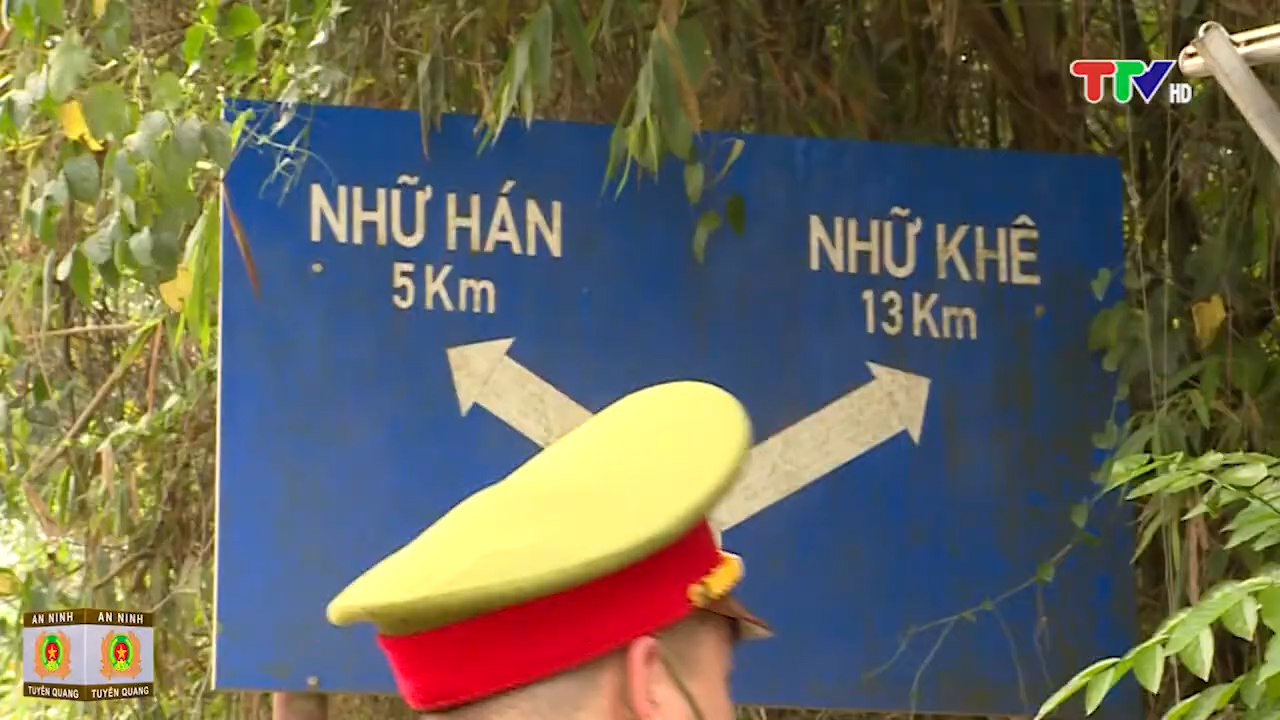 TTV HD
NHỮ HÁN
5 Km
NHỮ KHÊ
13 Km
AN NINH
TUYÊN QUANG
AN NINH
TUYÊN QUANG